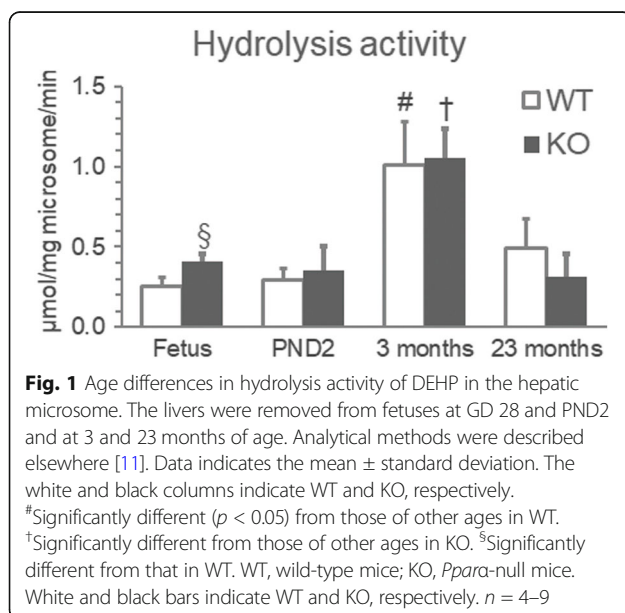 Hydrolysis activity
µmol/mg microsome/min
1.5
1.0
0.5
0.0
#
†
§
WT
KO
Fetus
PND2
3 months
23 months
Fig. 1 Age differences in hydrolysis activity of DEHP in the hepatic
microsome. The livers were removed from fetuses at GD 28 and PND2
and at 3 and 23 months of age. Analytical methods were described
elsewhere [11]. Data indicates the mean ± standard deviation. The
white and black columns indicate WT and KO, respectively.
#Significantly different (p < 0.05) from those of other ages in WT.
†Significantly different from those of other ages in KO. §Significantly
different from that in WT. WT, wild-type mice; KO, Pparα-null mice.
White and black bars indicate WT and KO, respectively. n = 4–9